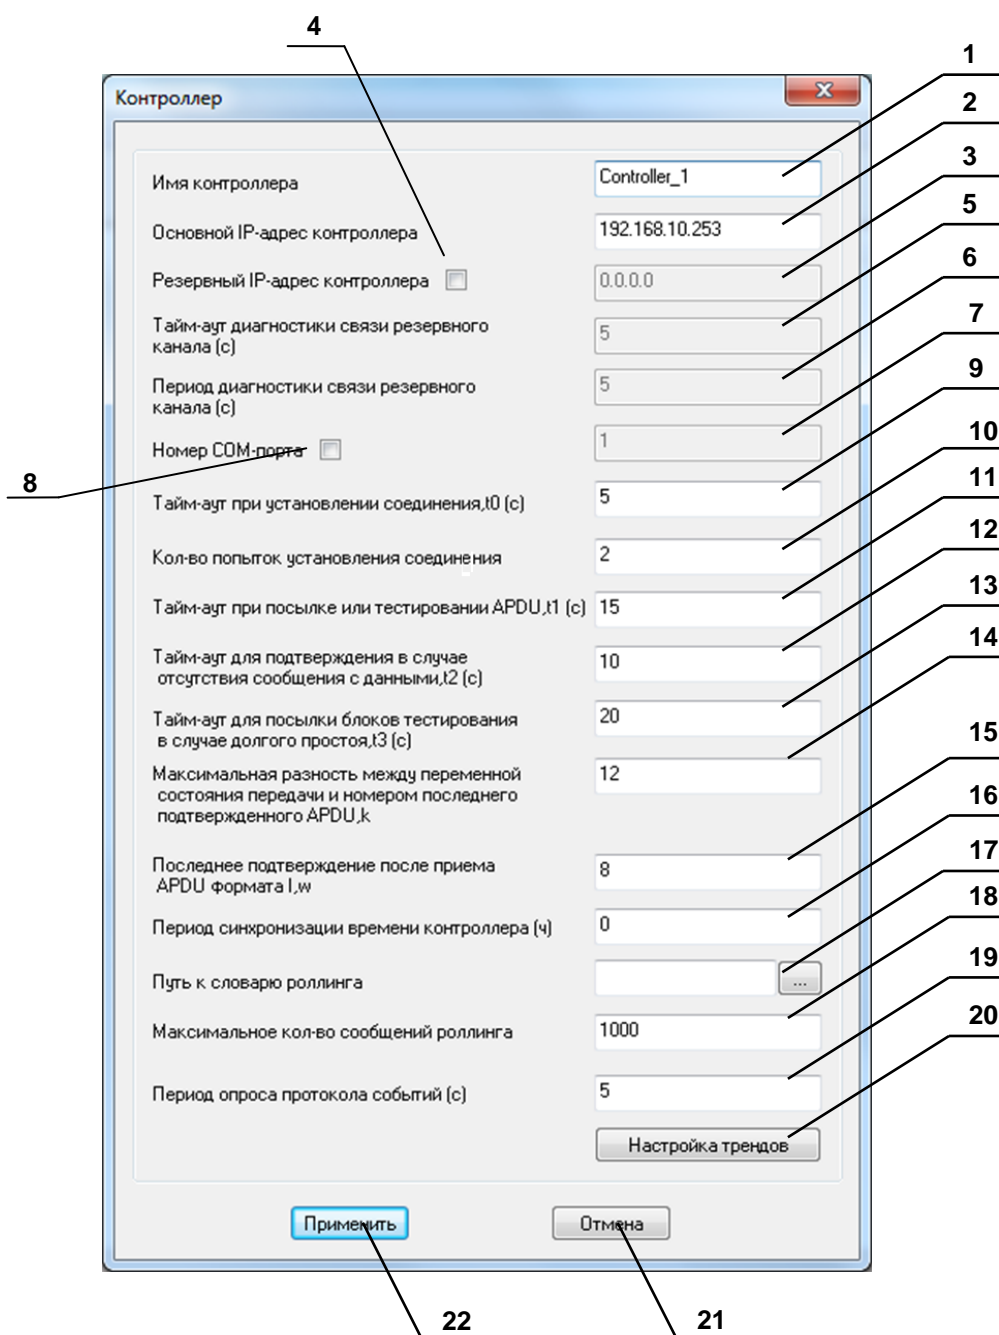 4
1
Контроллер
2
Имя контроллера Controller_1
3
Основной IP-адрес контроллера 192.168.10.253
5
Резервный IP-адрес контроллера 0.0.0.0
6
Тайм-аут диагностики связи резервного
канала (с) 5
7
Период диагностики связи резервного
канала (с) 5
9
Номер COM-порта 1
10
8
11
Тайм-аут при установлении соединения,t0 (с) 5
12
Кол-во попыток установления соединения 2
13
Тайм-аут при посылке или тестировании APDU,t1 (с) 15
14
Тайм-аут для подтверждения в случае
отсутствия сообщения с данными,t2 (с) 10
Тайм-аут для посылки блоков тестирования
в случае долгого простоя,t3 (с) 20
15
Максимальная разность между переменной
состояния передачи и номером последнего
подтвержденного APDU,k 12
16
17
Последнее подтверждение после приема
APDU формата I,w 8
18
Период синхронизации времени контроллера (ч) 0
19
Путь к словарю роллинга ...
20
Максимальное кол-во сообщений роллинга 1000
Период опроса протокола событий (с) 5
Настройка трендов
Применить Отмена
22 21